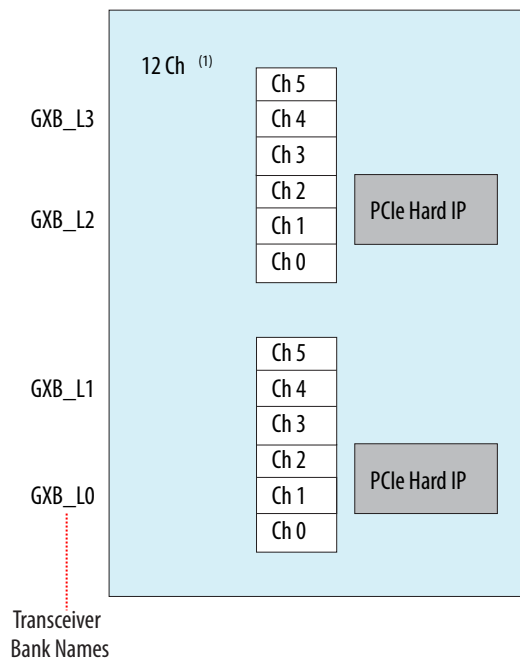 12 Ch (1)
GXB_L3
Ch 5
Ch 4
Ch 3
GXB_L2
Ch 2
Ch 1
Ch 0
PCIe Hard IP
GXB_L1
Ch 5
Ch 4
Ch 3
GXB_L0
Ch 2
Ch 1
Ch 0
PCIe Hard IP
Transceiver
Bank Names